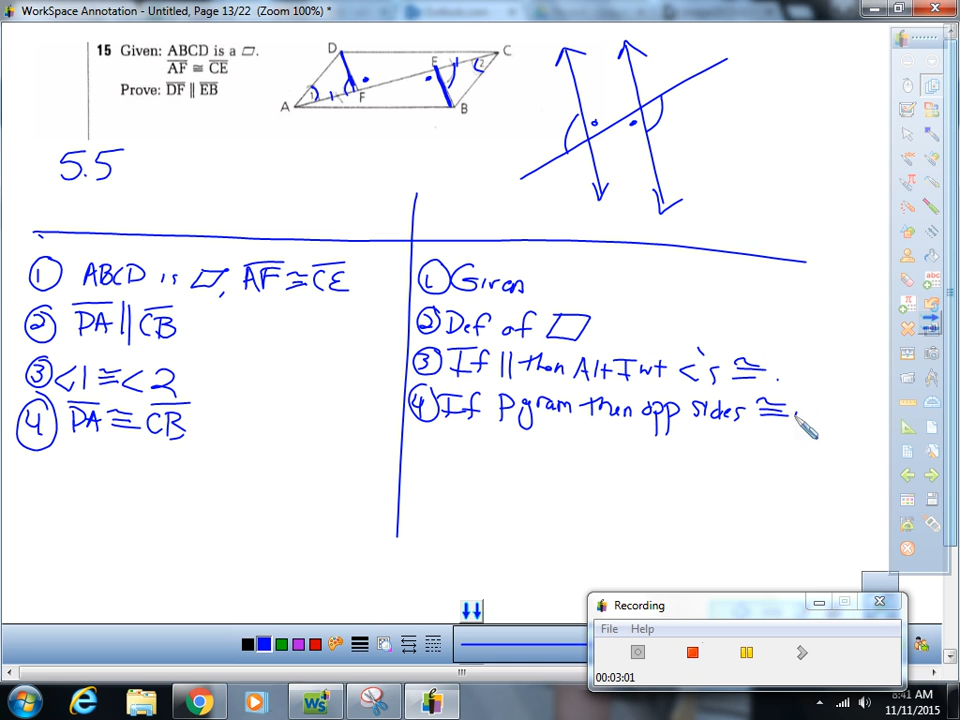 WorkSpace Annotation - Untitled, Page 13/22 (Zoom 100%) *
15 Given: ABCD is a ▱.
AF ≅ CE
Prove: DF ∥ EB
D
C
E
2
1
F
A
B
5.5
① ABCD is ▱, AF ≅ CE
① Given
② DA ∥ CB
② Def of ▱
③ <1 ≅ <2
③ If ∥ then Alt Int <'s ≅.
④ DA ≅ CB
④ If Pgram then opp sides ≅.
abc
Recording
File Help
00:03:01
Ws
8:41 AM
11/11/2015